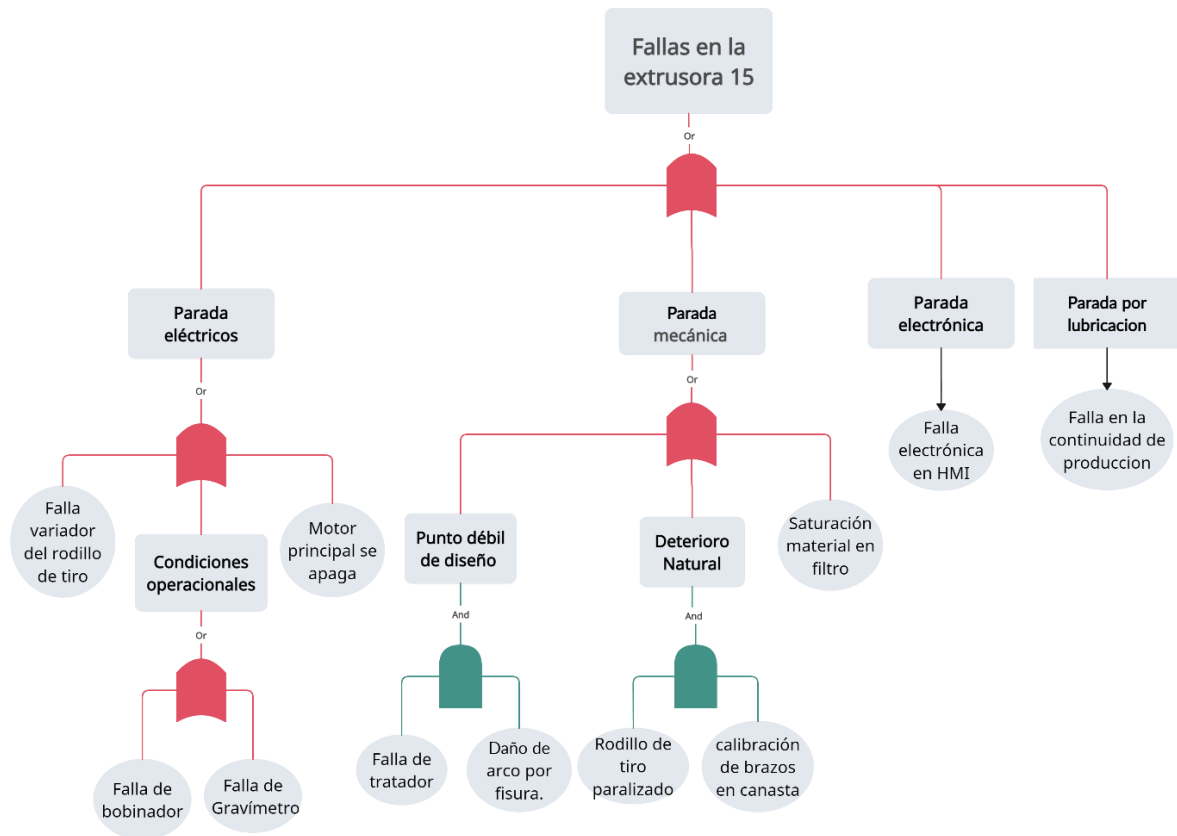 Fallas en la
extrusora 15
Or
Parada
eléctricos
Parada
mecánica
Parada
electrónica
Parada por
lubricacion
Or
Or
Falla
electrónica
en HMI
Falla en la
continuidad de
produccion
Falla
variador
del rodillo
de tiro
Condiciones
operacionales
Motor
principal se
apaga
Punto débil
de diseño
Deterioro
Natural
Saturación
material en
filtro
Or
And
And
Falla de
bobinador
Falla de
Gravímetro
Falla de
tratador
Daño de
arco por
fisura.
Rodillo de
tiro
paralizado
calibración
de brazos
en canasta